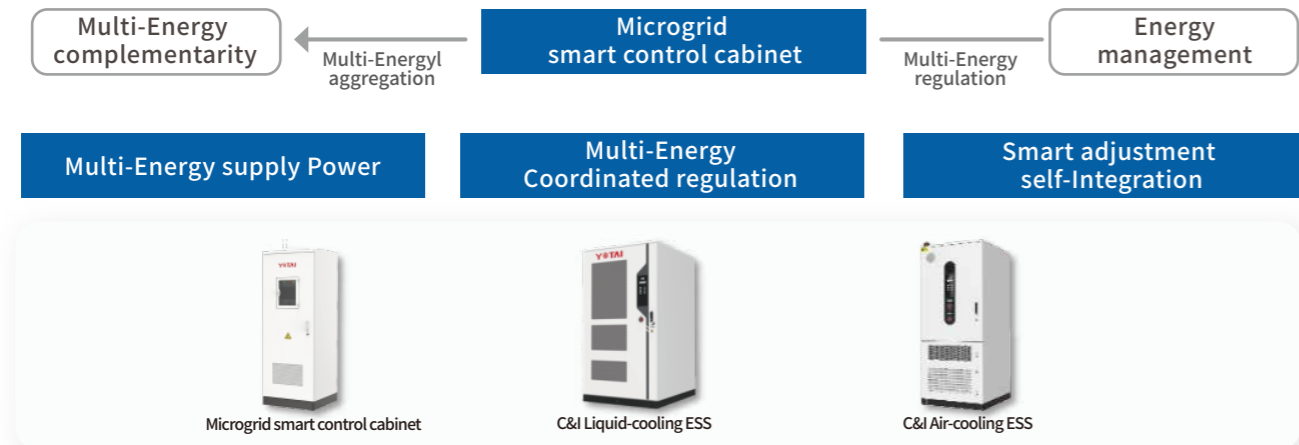 Multi-Energy
complementarity
Multi-Energyl
aggregation
Microgrid
smart control cabinet
Multi-Energy
regulation
Energy
management
Multi-Energy supply Power
Multi-Energy
Coordinated regulation
Smart adjustment
self-Integration
YOTAI
YOTAI
Microgrid smart control cabinet
C&I Liquid-cooling ESS
C&I Air-cooling ESS